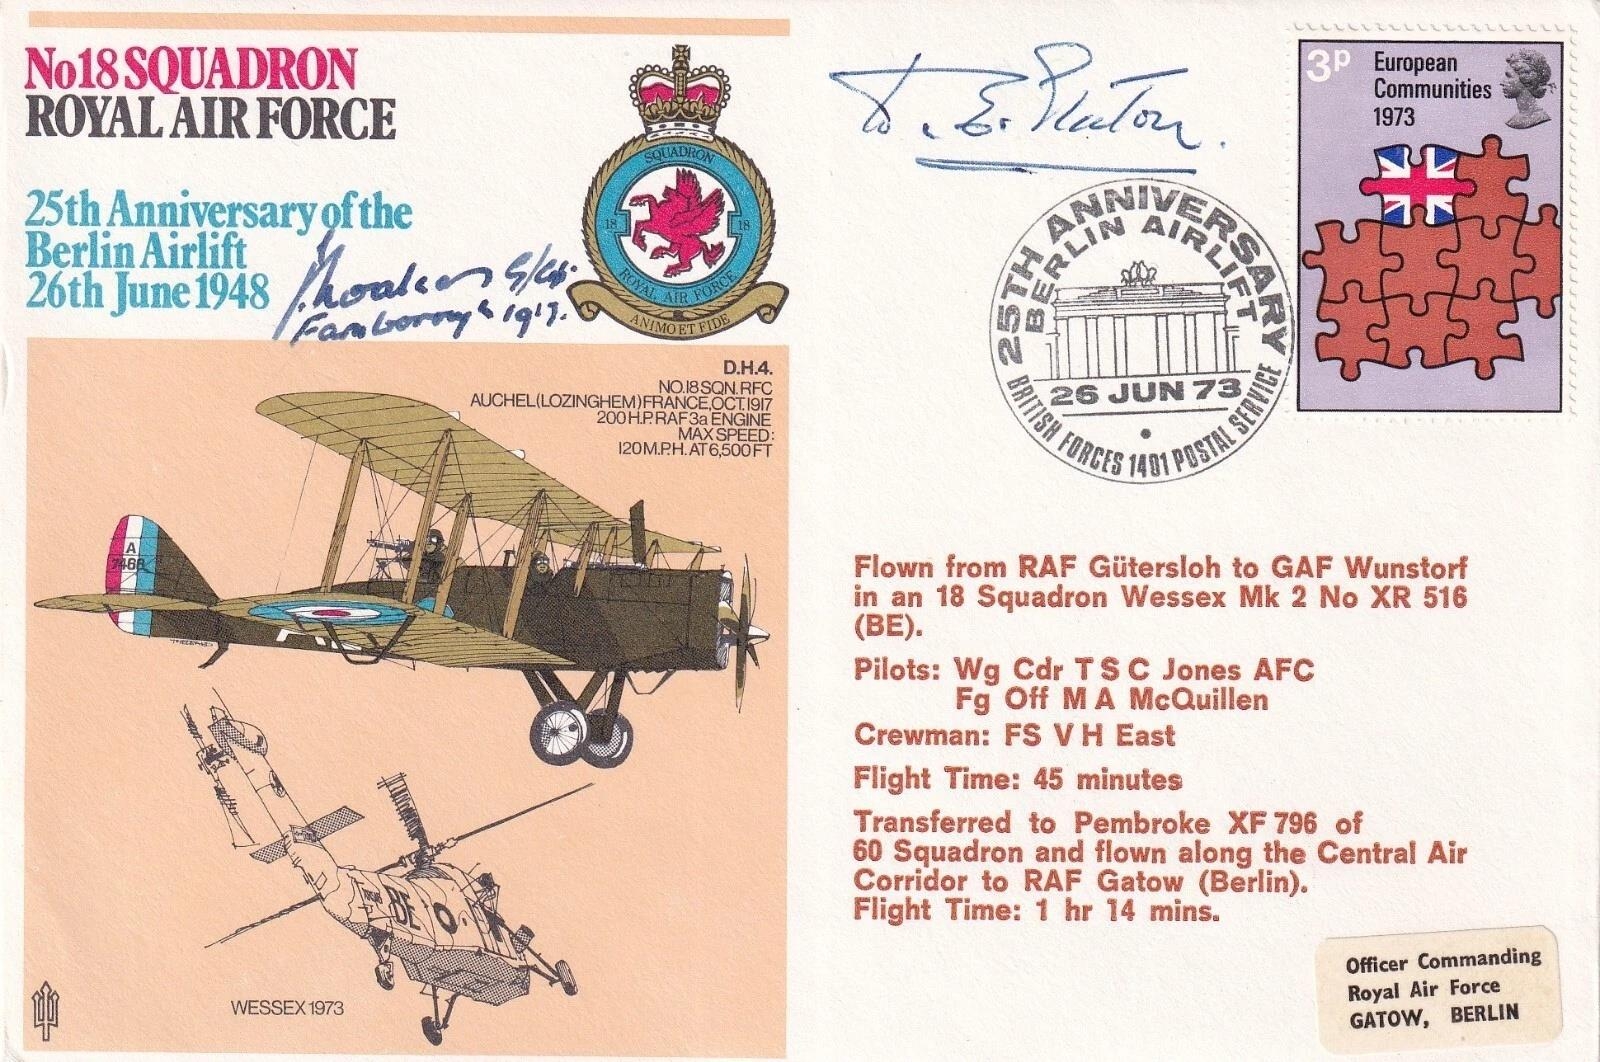 No18 SQUADRON
ROYAL AIR FORCE
25th Anniversary of the
Berlin Airlift
26th June 1948
Farnborough 1917.
SQUADRON
18 18
ROYAL AIR FORCE
ANIMO ET FIDE
3P
European
Communities
1973
25TH ANNIVERSARY
BERLIN AIRLIFT
26 JUN 73
BRITISH FORCES 1401 POSTAL SERVICE
D.H.4.
NO.18 SQN. RFC
AUCHEL (LOZINGHEM) FRANCE, OCT. 1917
200 H.P. RAF 3a ENGINE
MAX SPEED:
120 M.P.H. AT 6,500 FT
A
7466
BE
WESSEX 1973
Flown from RAF Gütersloh to GAF Wunstorf
in an 18 Squadron Wessex Mk 2 No XR 516
(BE).
Pilots: Wg Cdr T S C Jones AFC
Fg Off M A McQuillen
Crewman: FS V H East
Flight Time: 45 minutes
Transferred to Pembroke XF 796 of
60 Squadron and flown along the Central Air
Corridor to RAF Gatow (Berlin).
Flight Time: 1 hr 14 mins.
Officer Commanding
Royal Air Force
GATOW, BERLIN